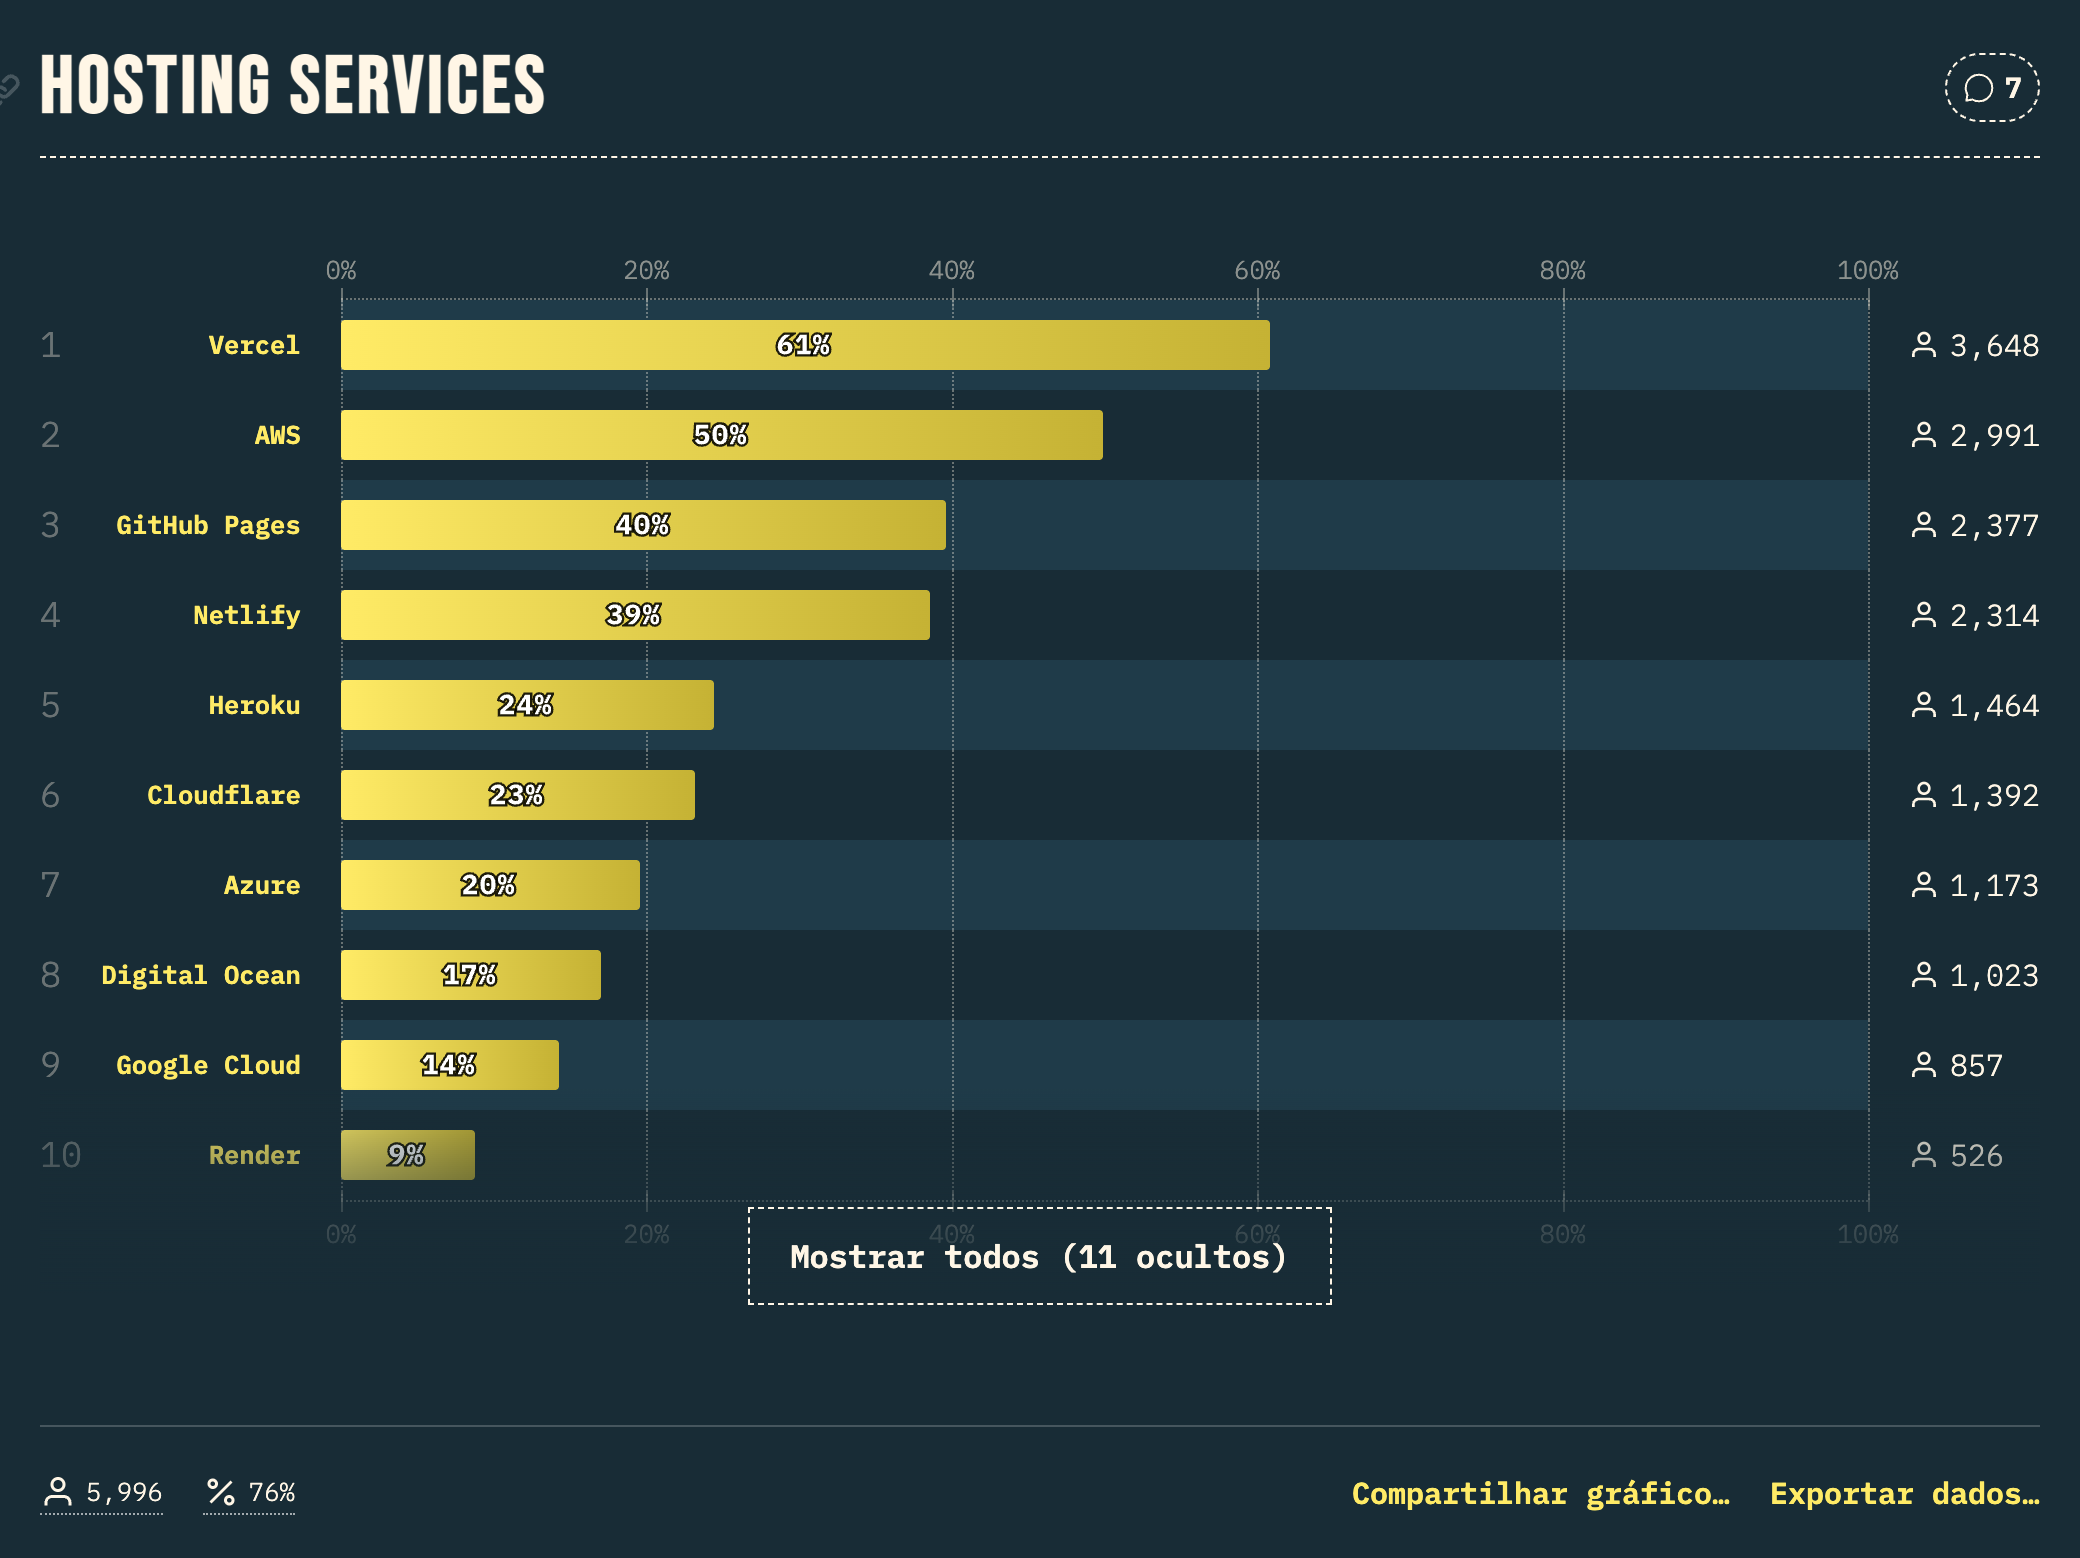 HOSTING SERVICES
7
0% 20% 40% 60% 80% 100%
1 Vercel 61% 3,648
2 AWS 50% 2,991
3 GitHub Pages 40% 2,377
4 Netlify 39% 2,314
5 Heroku 24% 1,464
6 Cloudflare 23% 1,392
7 Azure 20% 1,173
8 Digital Ocean 17% 1,023
9 Google Cloud 14% 857
10 Render 9% 526
0% 20% 40% 60% 80% 100%
Mostrar todos (11 ocultos)
5,996 % 76% Compartilhar gráfico… Exportar dados…